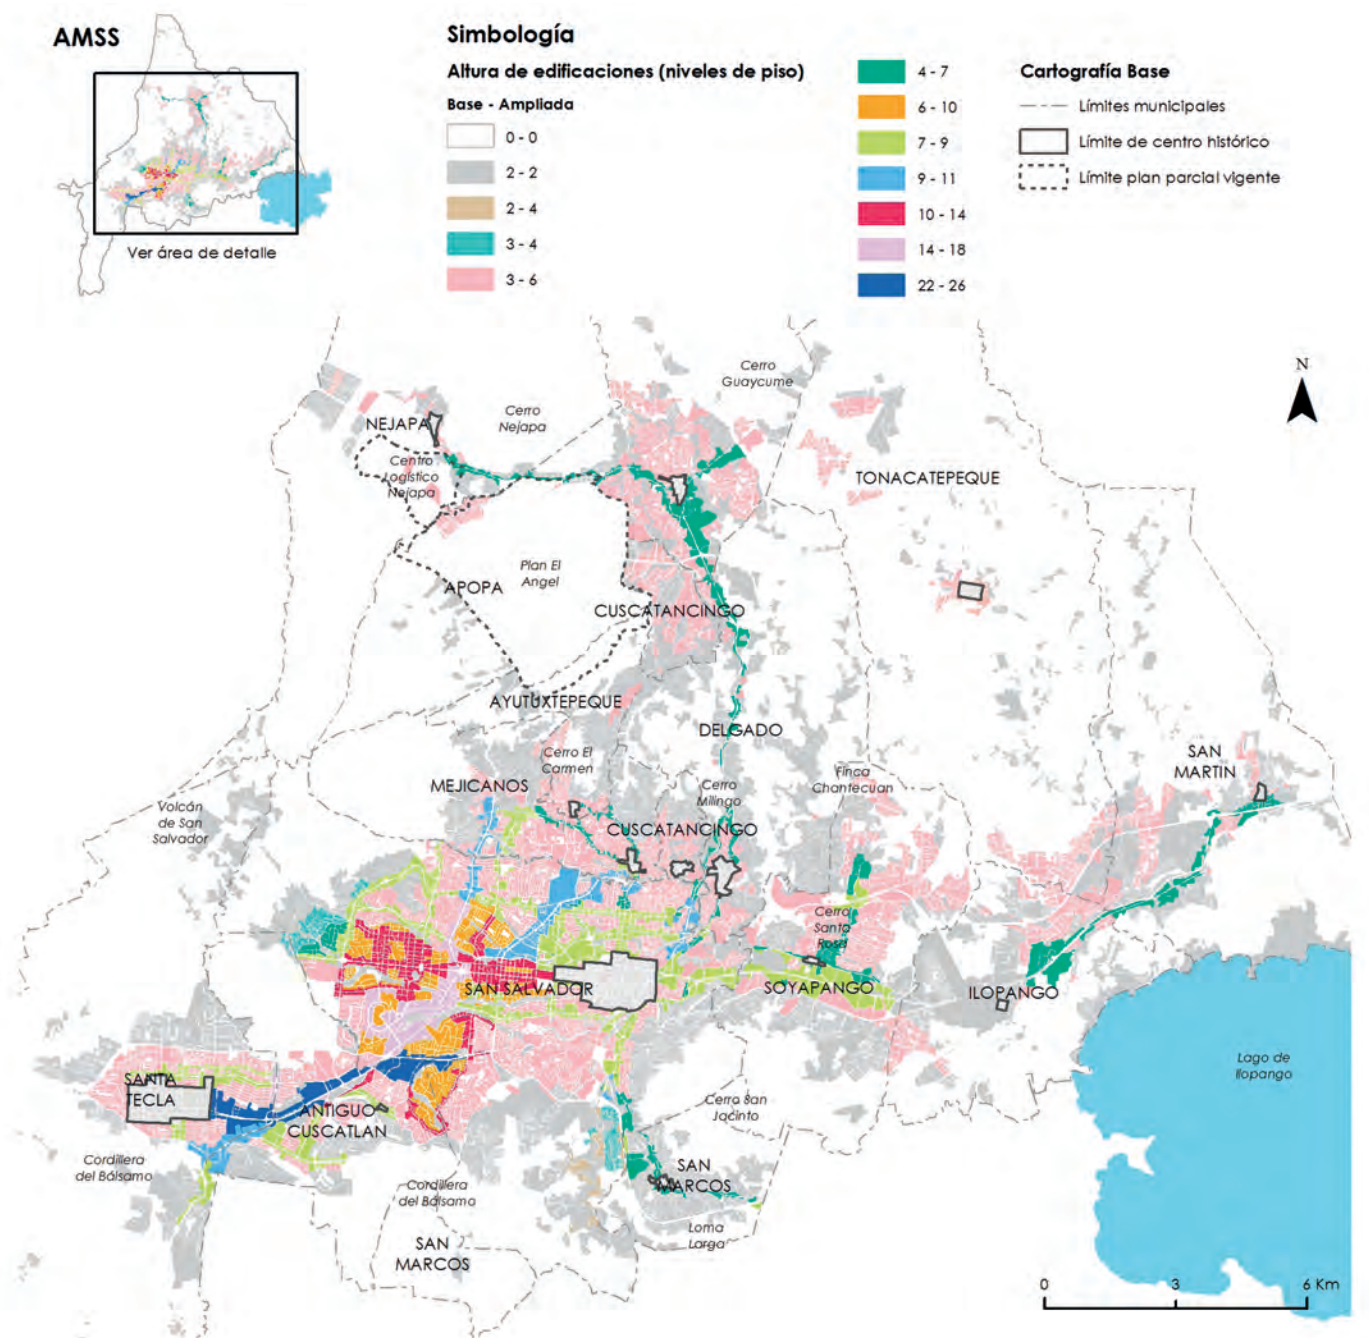 AMSS
Ver área de detalle
Simbología
Altura de edificaciones (niveles de piso)
Base - Ampliada
0 - 0
2 - 2
2 - 4
3 - 4
3 - 6
4 - 7
6 - 10
7 - 9
9 - 11
10 - 14
14 - 18
22 - 26
Cartografía Base
Límites municipales
Límite de centro histórico
Límite plan parcial vigente
N
Cerro
Guaycume
NEJAPA
Cerro
Nejapa
Centro
Logístico
Nejapa
TONACATEPEQUE
Plan El
Angel
APOPA
CUSCATANCINGO
AYUTUXTEPEQUE
DELGADO
Cerro El
Carmen
MEJICANOS
Cerro
Milingo
Finca
Chantecuan
SAN
MARTIN
Volcán
de San
Salvador
CUSCATANCINGO
Cerro
Santa
Rosa
SAN SALVADOR
SOYAPANGO
ILOPANGO
Lago de
Ilopango
SANTA
TECLA
ANTIGUO
CUSCATLAN
Cerro San
Jacinto
Cordillera
del Bálsamo
Cordillera
del Bálsamo
SAN
MARCOS
Loma
Larga
SAN
MARCOS
0 3 6 Km